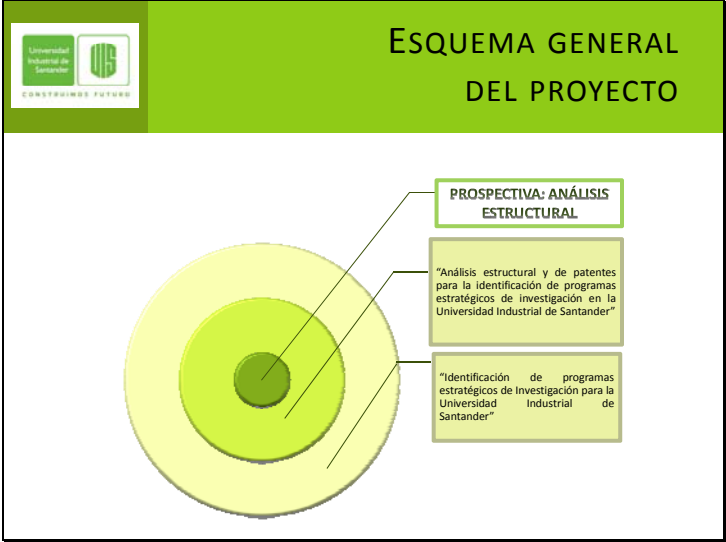 Universidad
Industrial de
Santander
UIS
CONSTRUIMOS FUTURO
ESQUEMA GENERAL
DEL PROYECTO
PROSPECTIVA: ANÁLISIS
ESTRUCTURAL
“Análisis estructural y de patentes
para la identificación de programas
estratégicos de investigación en la
Universidad Industrial de Santander”
“Identificación de programas
estratégicos de Investigación para la
Universidad Industrial de
Santander”